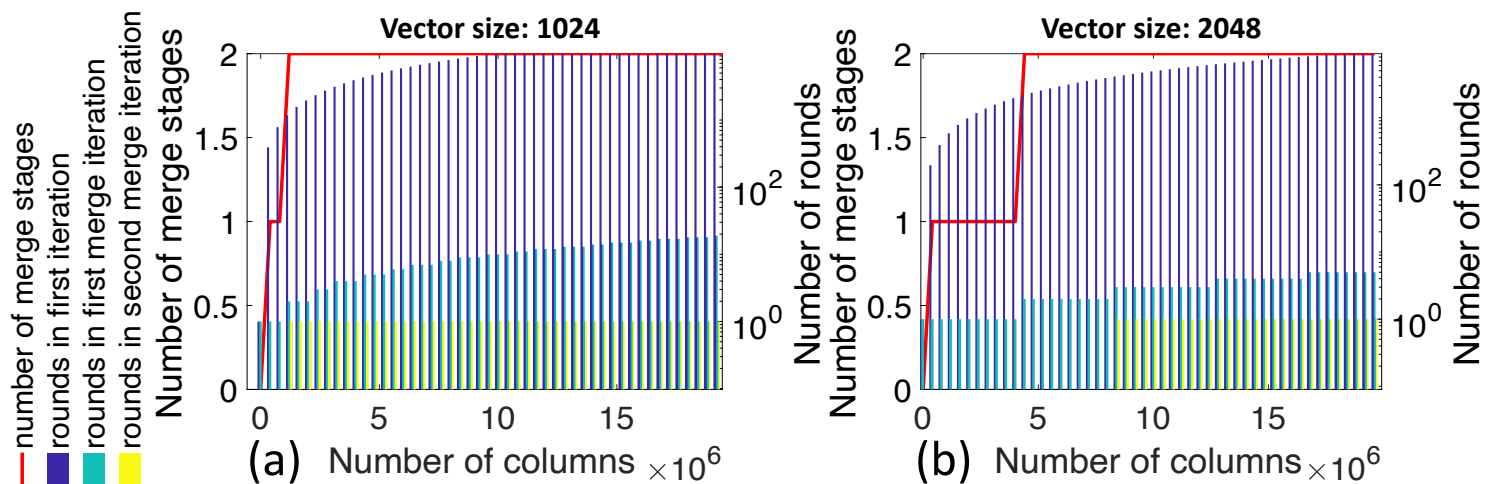 number of merge stages
rounds in first iteration
rounds in first merge iteration
rounds in second merge iteration
Vector size: 1024
Number of merge stages
2
1.5
1
0.5
0
10^2
10^0
Number of rounds
0
5
10
15
(a) Number of columns ×10^6
Vector size: 2048
Number of merge stages
2
1.5
1
0.5
0
10^2
10^0
Number of rounds
0
5
10
15
(b) Number of columns ×10^6